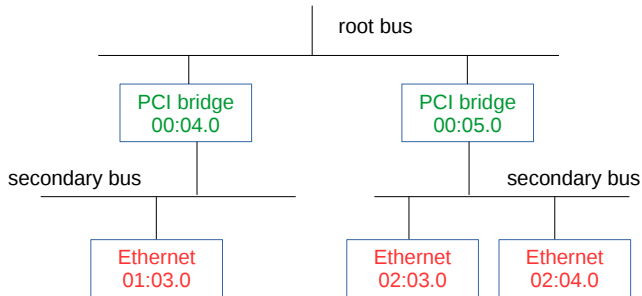 root bus
PCI bridge
00:04.0
PCI bridge
00:05.0
secondary bus
secondary bus
Ethernet
01:03.0
Ethernet
02:03.0
Ethernet
02:04.0